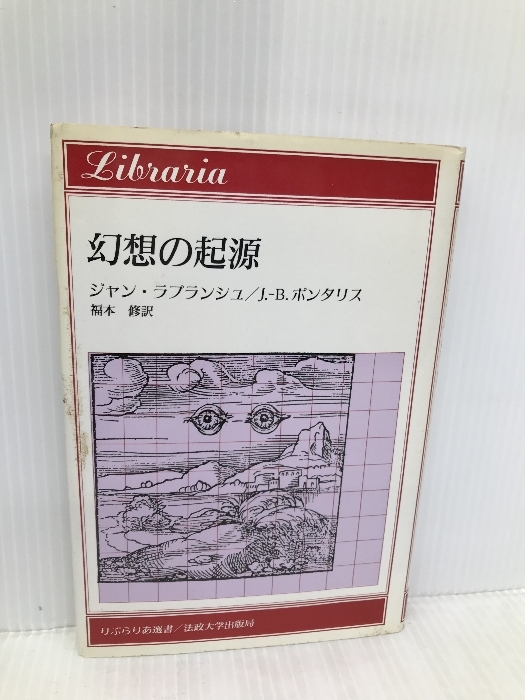 Libraria
幻想の起源
ジャン・ラプランシュ/J.-B.ポンタリス
福本 修訳
りぶらりあ選書/法政大学出版局